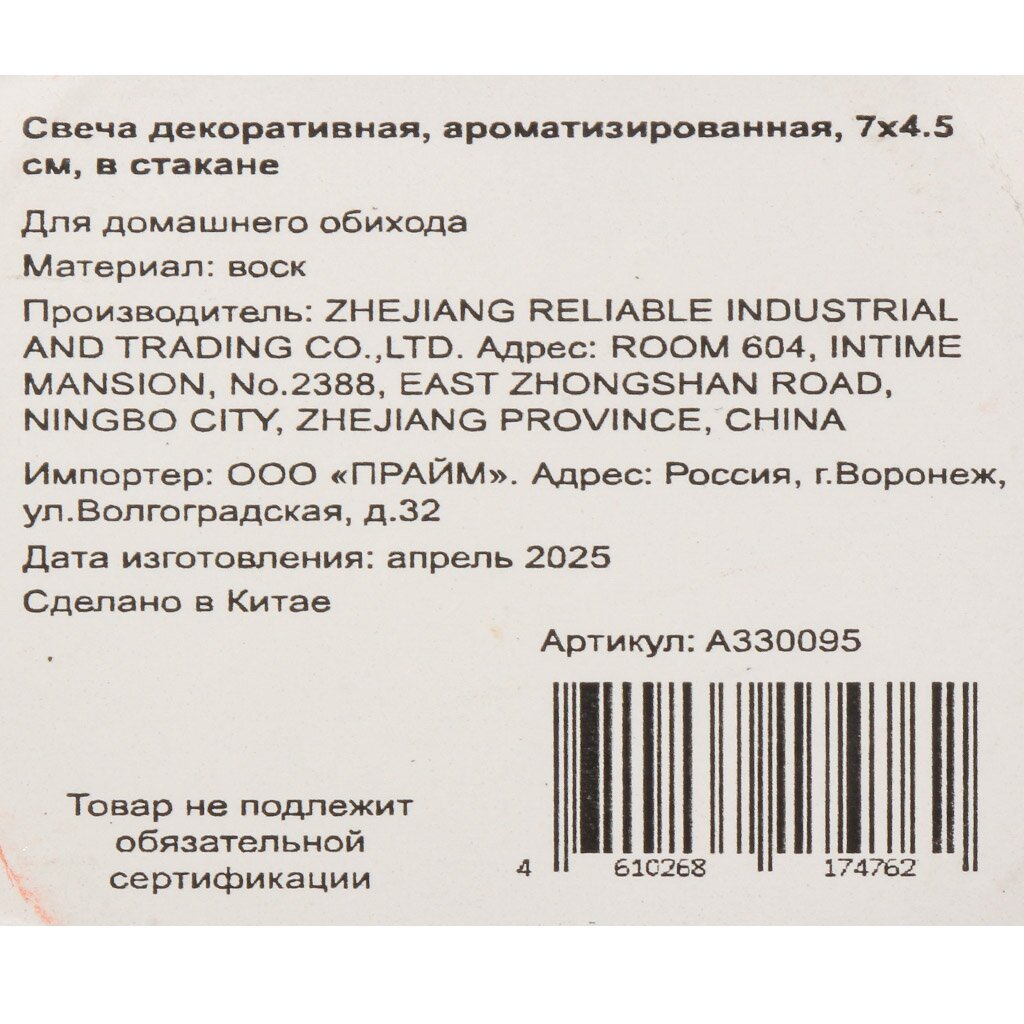 Свеча декоративная, ароматизированная, 7х4.5
см, в стакане
Для домашнего обихода
Материал: воск
Производитель: ZHEJIANG RELIABLE INDUSTRIAL
AND TRADING CO.,LTD. Адрес: ROOM 604, INTIME
MANSION, No.2388, EAST ZHONGSHAN ROAD,
NINGBO CITY, ZHEJIANG PROVINCE, CHINA
Импортер: ООО «ПРАЙМ». Адрес: Россия, г.Воронеж,
ул.Волгоградская, д.32
Дата изготовления: апрель 2025
Сделано в Китае
Артикул: A330095
Товар не подлежит
обязательной
сертификации
4 610268 174762